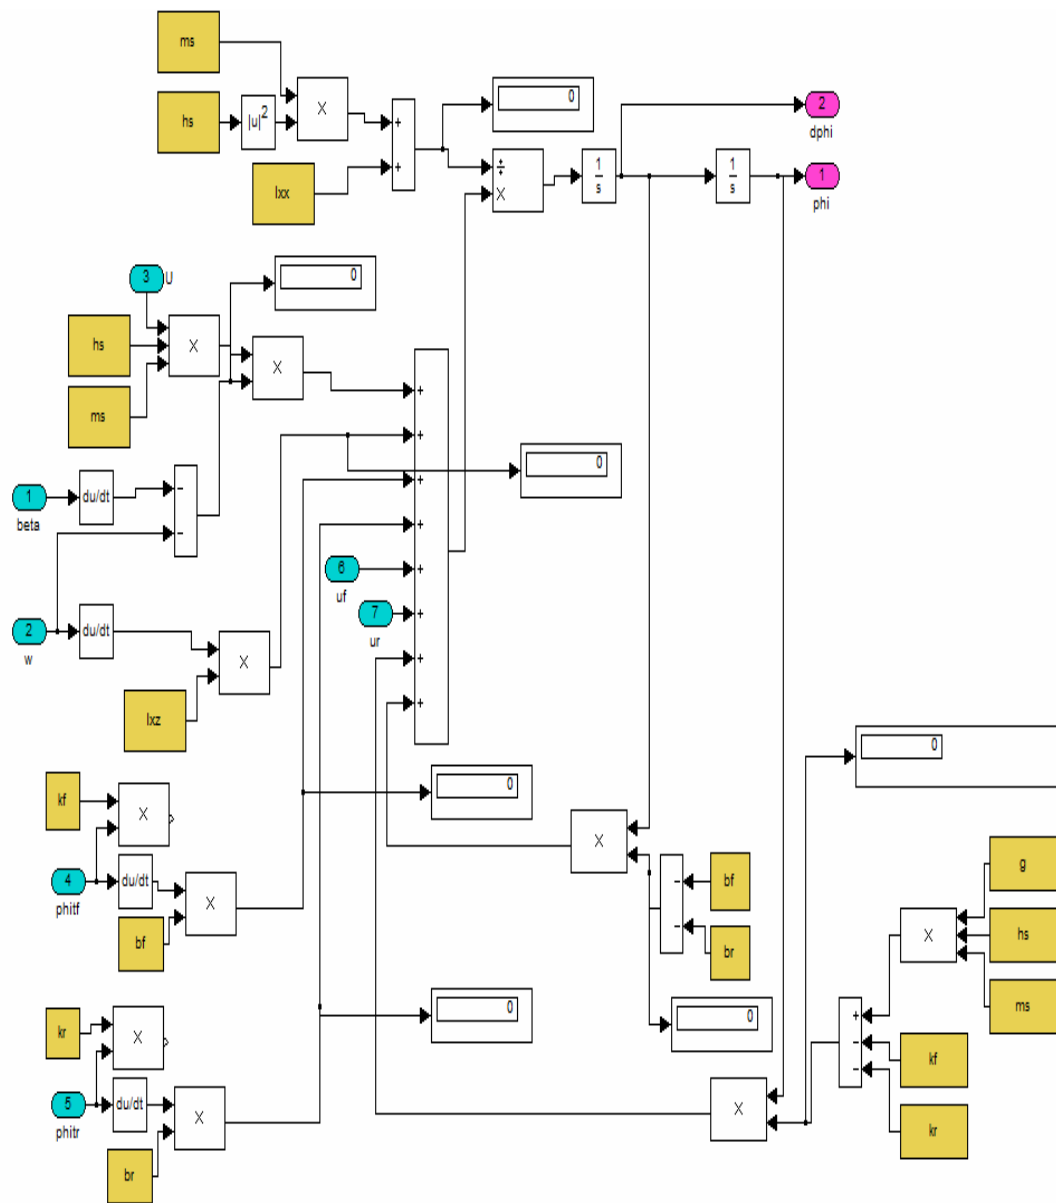 ms
hs
|u|2
X
+
+
0
2
dphi
Ixx
÷
X
1
s
1
s
1
phi
3
U
0
hs
ms
X
X
+
+
+
+
+
+
+
+
0
1
beta
du/dt
-
-
6
uf
7
ur
2
w
du/dt
X
Ixz
0
kf
X
4
phitf
du/dt
X
bf
0
X
-
-
bf
br
g
hs
ms
X
0
kr
X
5
phitr
du/dt
X
br
0
X
+
-
-
kf
kr
0